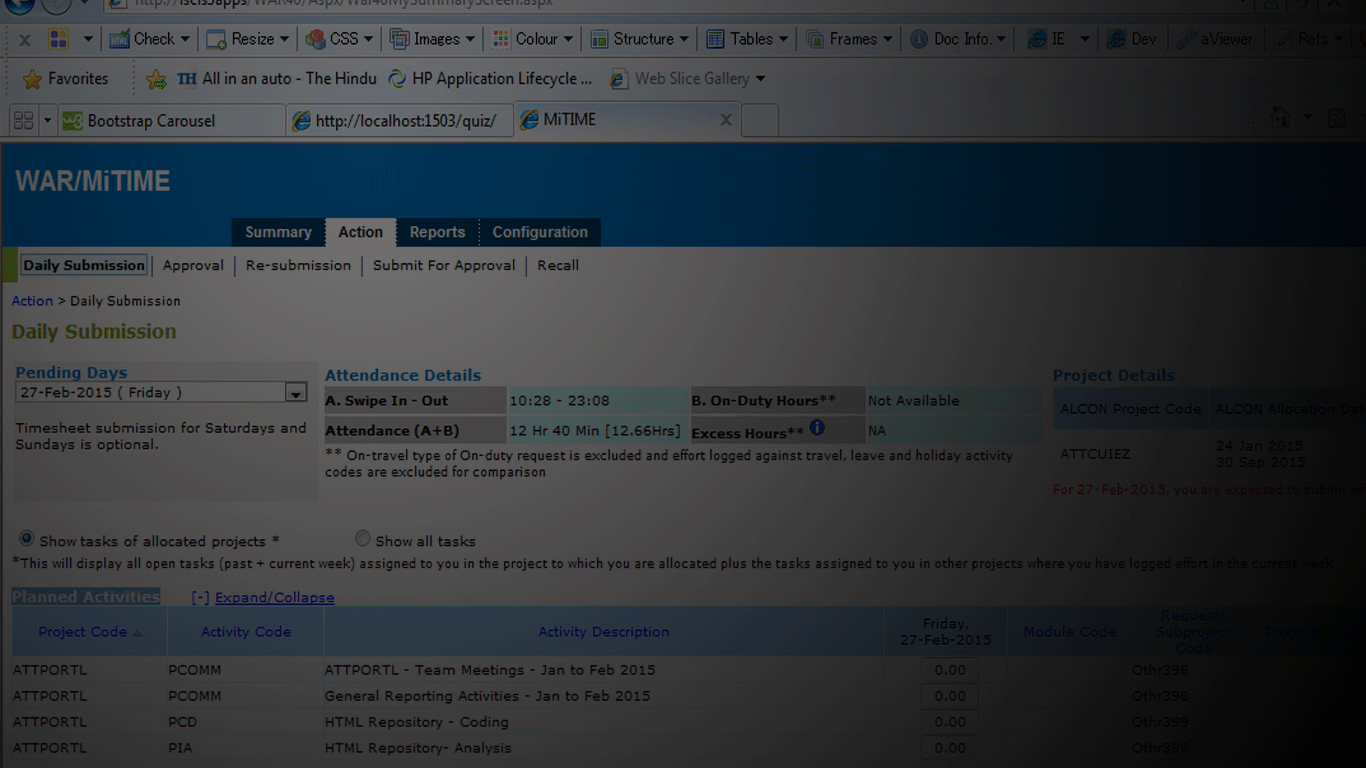 http://iscls3apps/WAR40/Aspx/War40MySummaryScreen.aspx
Check Resize CSS Images Colour Structure Tables Frames Doc Info. IE Dev aViewer Refs
Favorites TH All in an auto - The Hindu HP Application Lifecycle ... Web Slice Gallery
Bootstrap Carousel http://localhost:1503/quiz/ MiTIME
WAR/MiTIME
Summary Action Reports Configuration
Daily Submission Approval Re-submission Submit For Approval Recall
Action > Daily Submission
Daily Submission
Pending Days
27-Feb-2015 ( Friday )
Timesheet submission for Saturdays and
Sundays is optional.
Attendance Details
A. Swipe In - Out 10:28 - 23:08 B. On-Duty Hours** Not Available
Attendance (A+B) 12 Hr 40 Min [12.66Hrs] Excess Hours** NA
** On-travel type of On-duty request is excluded and effort logged against travel, leave and holiday activity
codes are excluded for comparison
Project Details
ALCON Project Code ALCON Allocation
ATTCUIEZ 24 Jan 2015
30 Sep 2015
For 27-Feb-2015, you are expected to submit
Show tasks of allocated projects * Show all tasks
*This will display all open tasks (past + current week) assigned to you in the project to which you are allocated plus the tasks assigned to you in other projects where you have logged effort in the current week
Planned Activities [-] Expand/Collapse
Project Code Activity Code Activity Description Friday,
27-Feb-2015 Module Code Request/
Subproject
Code
ATTPORTL PCOMM ATTPORTL - Team Meetings - Jan to Feb 2015 0.00 Othr398
ATTPORTL PCOMM General Reporting Activities - Jan to Feb 2015 0.00 Othr398
ATTPORTL PCD HTML Repository - Coding 0.00 Othr399
ATTPORTL PIA HTML Repository- Analysis 0.00 Othr399